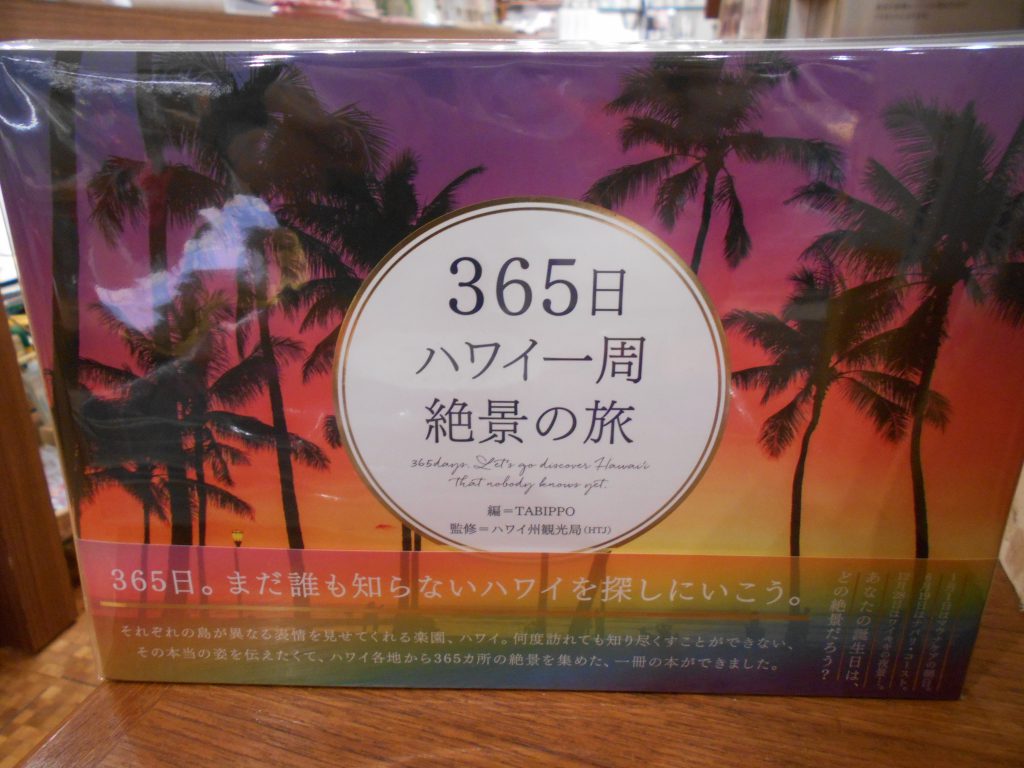 365日
ハワイ一周
絶景の旅
365days. Let's go discover Hawai'i
that nobody knows yet.
編＝TABIPPO
監修＝ハワイ州観光局(HTJ)
365日。まだ誰も知らないハワイを探しにいこう。
それぞれの島が異なる表情を見せてくれる楽園、ハワイ。何度訪れても知り尽くすことができない、
その本当の姿を伝えたくて、ハワイ各地から365カ所の絶景を集めた、一冊の本ができました。
あなたの誕生日は、
どの絶景だろう？